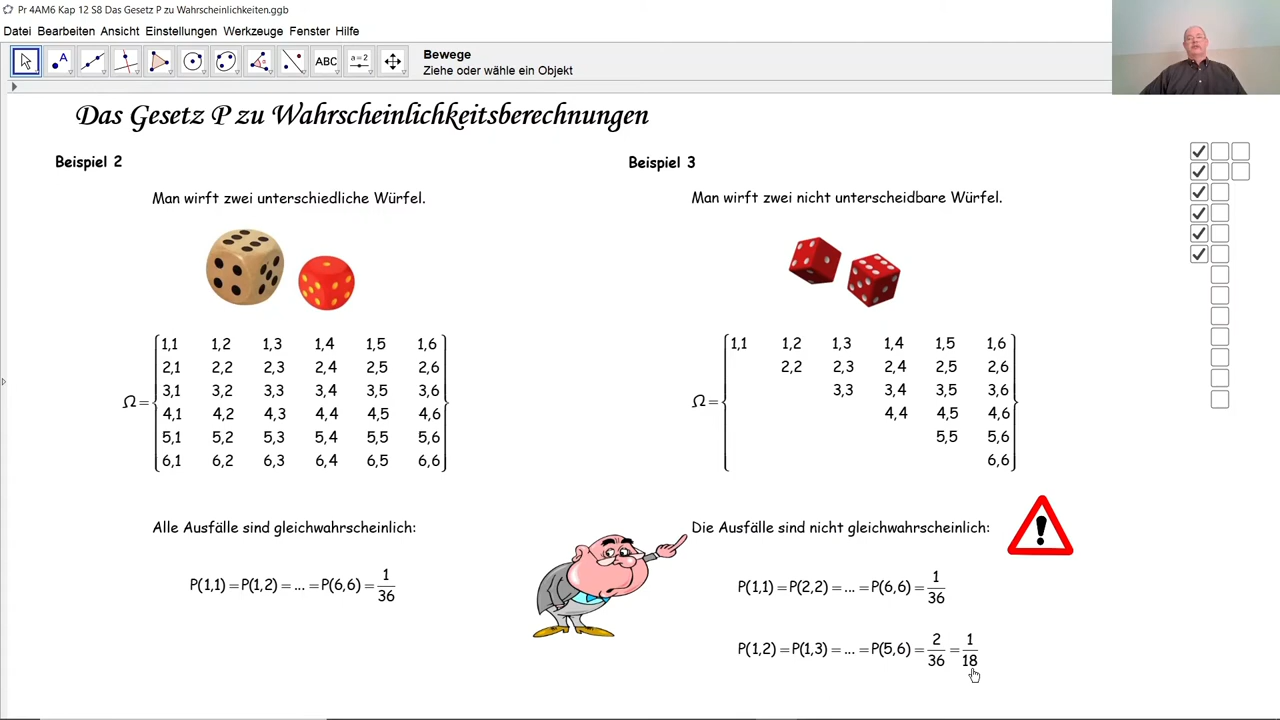 Pr 4AM6 Kap 12 S8 Das Gesetz P zu Wahrscheinlichkeiten.ggb
Datei Bearbeiten Ansicht Einstellungen Werkzeuge Fenster Hilfe
A
ABC
a=2
Bewege
Ziehe oder wähle ein Objekt
Das Gesetz P zu Wahrscheinlichkeitsberechnungen
Beispiel 2
Man wirft zwei unterschiedliche Würfel.
Ω = { 1,1 1,2 1,3 1,4 1,5 1,6
2,1 2,2 2,3 2,4 2,5 2,6
3,1 3,2 3,3 3,4 3,5 3,6
4,1 4,2 4,3 4,4 4,5 4,6
5,1 5,2 5,3 5,4 5,5 5,6
6,1 6,2 6,3 6,4 6,5 6,6 }
Alle Ausfälle sind gleichwahrscheinlich:
P(1,1) = P(1,2) = ... = P(6,6) = 1/36
Beispiel 3
Man wirft zwei nicht unterscheidbare Würfel.
Ω = { 1,1 1,2 1,3 1,4 1,5 1,6
2,2 2,3 2,4 2,5 2,6
3,3 3,4 3,5 3,6
4,4 4,5 4,6
5,5 5,6
6,6 }
Die Ausfälle sind nicht gleichwahrscheinlich:
!
P(1,1) = P(2,2) = ... = P(6,6) = 1/36
P(1,2) = P(1,3) = ... = P(5,6) = 2/36 = 1/18